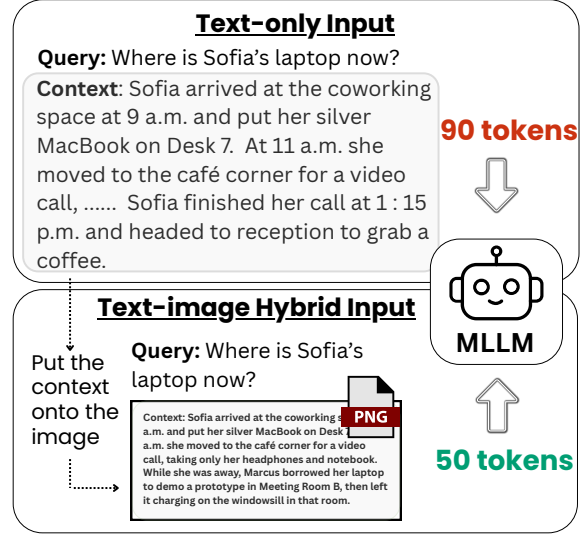 Text-only Input
Query: Where is Sofia's laptop now?
Context: Sofia arrived at the coworking
space at 9 a.m. and put her silver
MacBook on Desk 7. At 11 a.m. she
moved to the café corner for a video
call, ...... Sofia finished her call at 1 : 15
p.m. and headed to reception to grab a
coffee.
90 tokens
MLLM
Text-image Hybrid Input
Put the
context
onto the
image
Query: Where is Sofia's
laptop now?
PNG
Context: Sofia arrived at the coworking
a.m. and put her silver MacBook on Desk
a.m. she moved to the café corner for a video
call, taking only her headphones and notebook.
While she was away, Marcus borrowed her laptop
to demo a prototype in Meeting Room B, then left
it charging on the windowsill in that room.
50 tokens